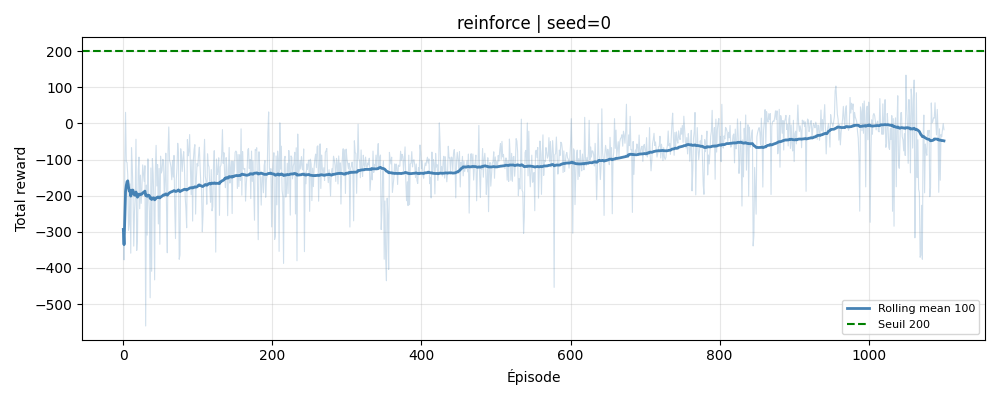 reinforce | seed=0
Total reward
200
100
0
−100
−200
−300
−400
−500
Rolling mean 100
Seuil 200
0
200
400
600
800
1000
Épisode